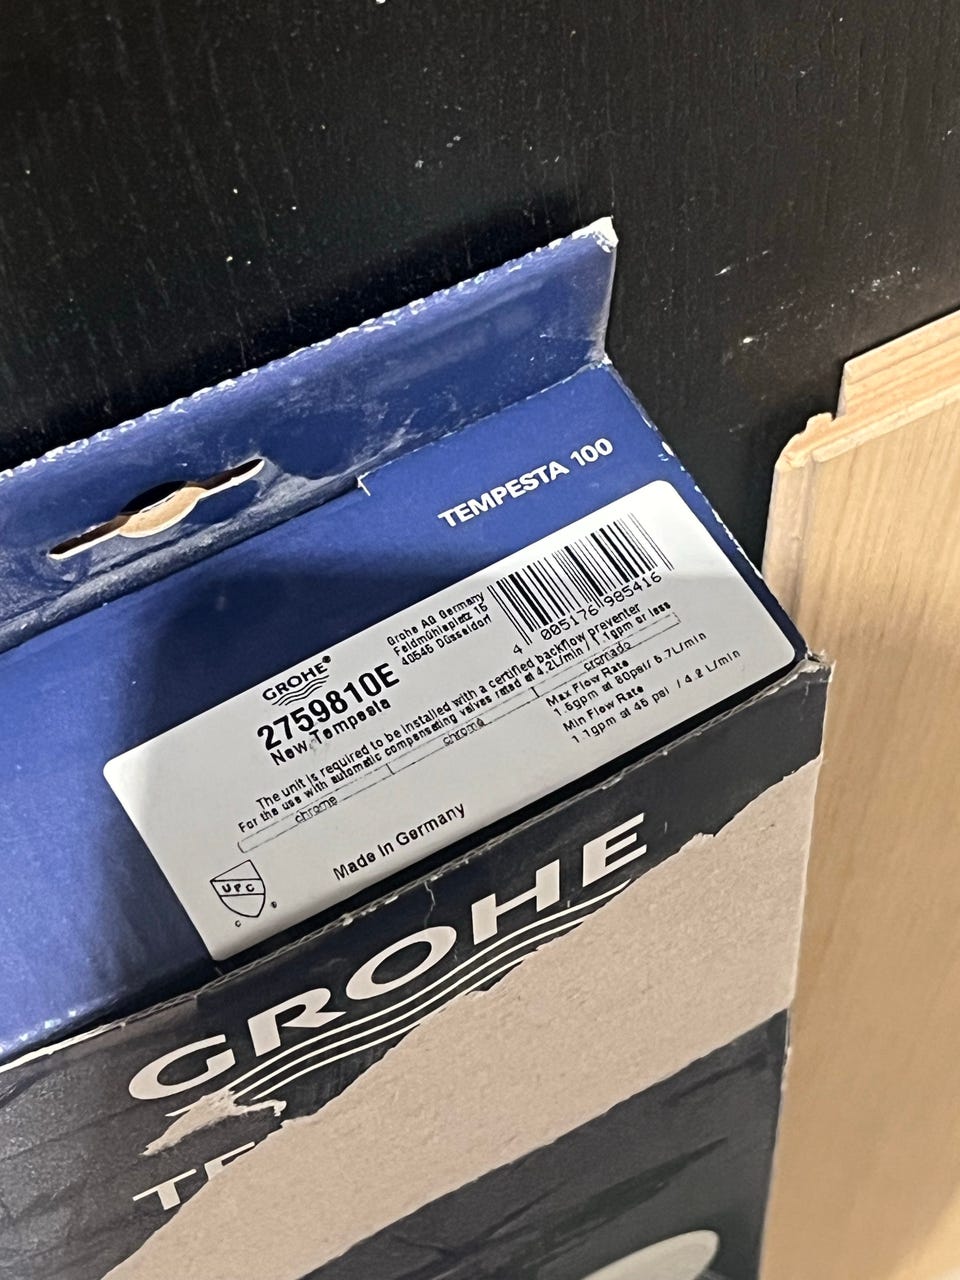 TEMPESTA 100
GROHE®
2759810E
New Tempesta
Grohe AG Germany
Feldmühleplatz 15
40545 Düsseldorf
4 005176 985416
The unit is required to be installed with a certified backflow preventer
For the use with automatic compensating valves rated at 4.2L/min / 1.1gpm or less
chrome
chrome
cromado
Max Flow Rate
1.5gpm at 80psi/ 5.7L/min
Min Flow Rate
1.1gpm at 45 psi / 4.2 L/min
Made in Germany
UPC
C ®
GROHE